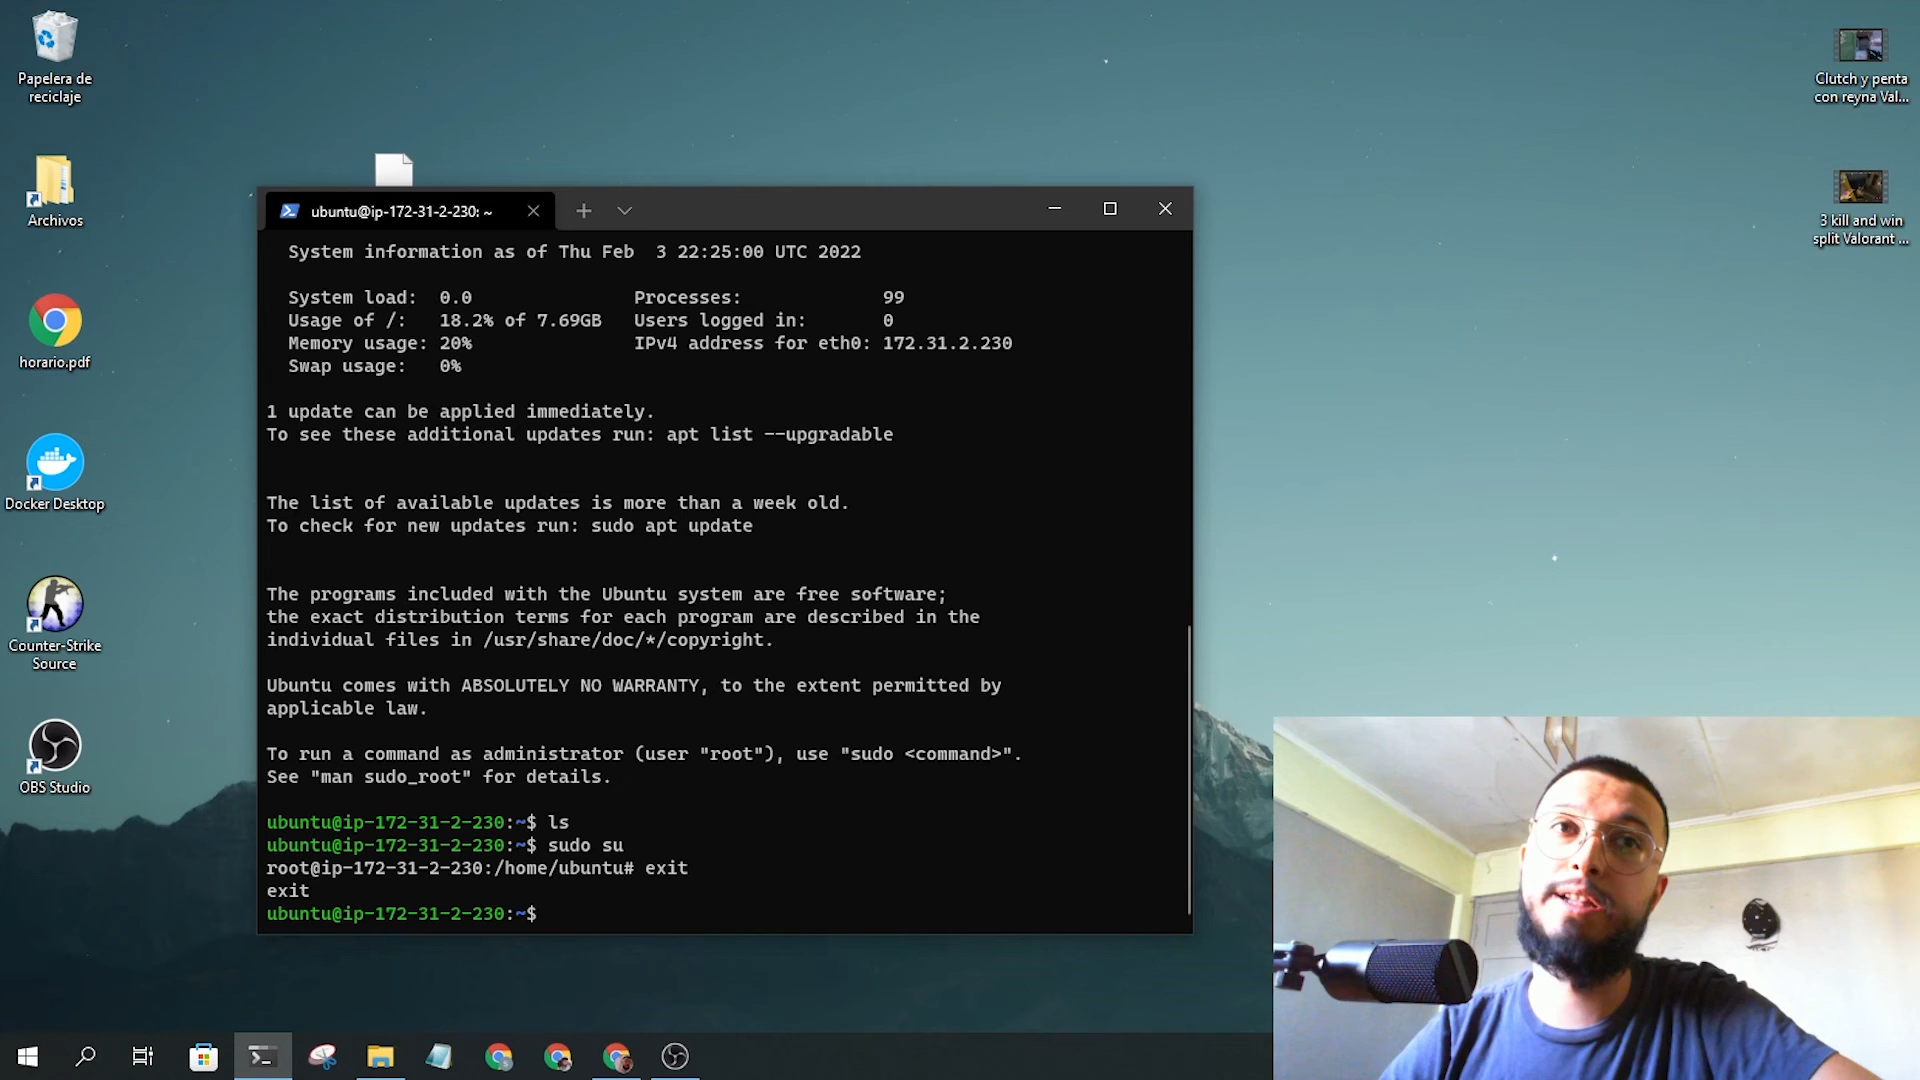 Papelera de
reciclaje
Archivos
horario.pdf
Docker Desktop
Counter-Strike
Source
OBS Studio
Clutch y penta
con reyna Val...
3 kill and win
split Valorant ...
ubuntu@ip-172-31-2-230: ~
System information as of Thu Feb  3 22:25:00 UTC 2022
System load:  0.0               Processes:             99
Usage of /:   18.2% of 7.69GB   Users logged in:       0
Memory usage: 20%               IPv4 address for eth0: 172.31.2.230
Swap usage:   0%
1 update can be applied immediately.
To see these additional updates run: apt list --upgradable
The list of available updates is more than a week old.
To check for new updates run: sudo apt update
The programs included with the Ubuntu system are free software;
the exact distribution terms for each program are described in the
individual files in /usr/share/doc/*/copyright.
Ubuntu comes with ABSOLUTELY NO WARRANTY, to the extent permitted by
applicable law.
To run a command as administrator (user "root"), use "sudo <command>".
See "man sudo_root" for details.
ubuntu@ip-172-31-2-230:~$ ls
ubuntu@ip-172-31-2-230:~$ sudo su
root@ip-172-31-2-230:/home/ubuntu# exit
exit
ubuntu@ip-172-31-2-230:~$